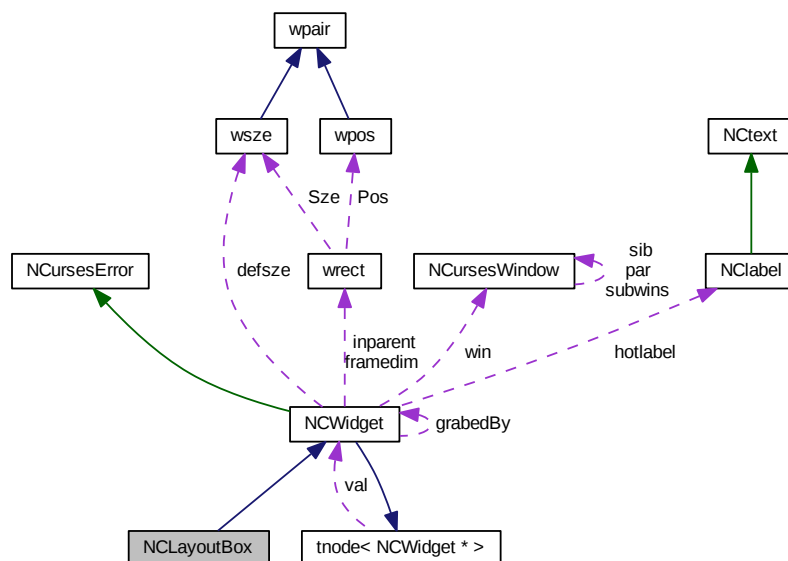 wpair
wsze
wpos
NCtext
Sze
Pos
NCursesError
defsze
wrect
NCursesWindow
sib
par
subwins
NClabel
inparent
framedim
win
hotlabel
NCWidget
grabedBy
val
NCLayoutBox
tnode< NCWidget * >